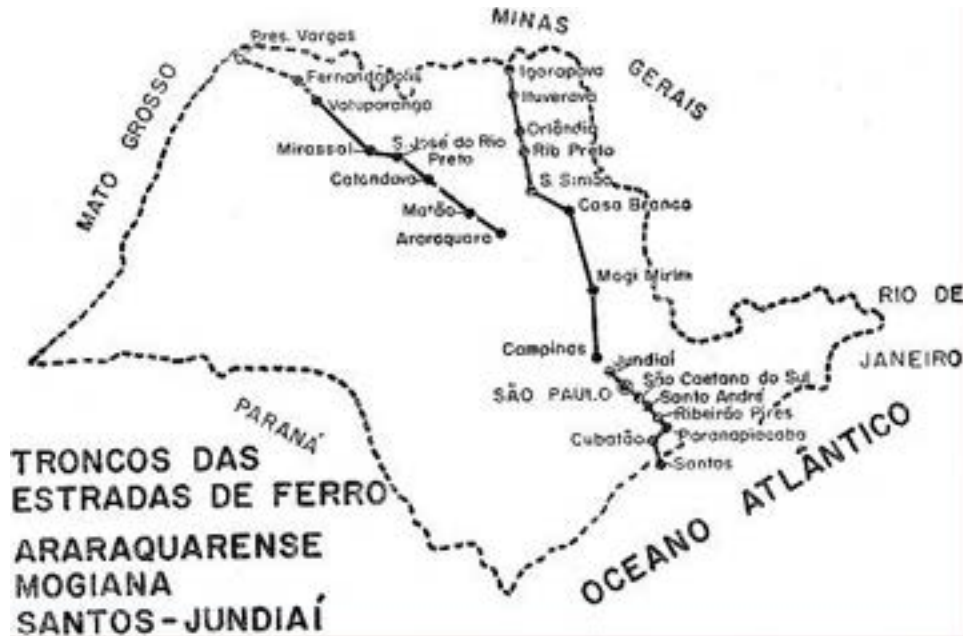 MINAS
GERAIS
Pres. Vargas
Fernandópolis
Votuporanga
MATO GROSSO
Mirassol
S. José do Rio
Preto
Catanduva
Matão
Araraquara
Igarapava
Ituverava
Orlândia
Rib Preto
S. Simão
Casa Branca
Mogi Mirim
RIO DE
JANEIRO
Campinas
Jundiaí
São Caetano do Sul
SÃO PAULO
Santo André
Ribeirão Pires
Cubatão
Paranapiacaba
Santos
PARANÁ
OCEANO ATLÂNTICO
TRONCOS DAS
ESTRADAS DE FERRO
ARARAQUARENSE
MOGIANA
SANTOS-JUNDIAÍ